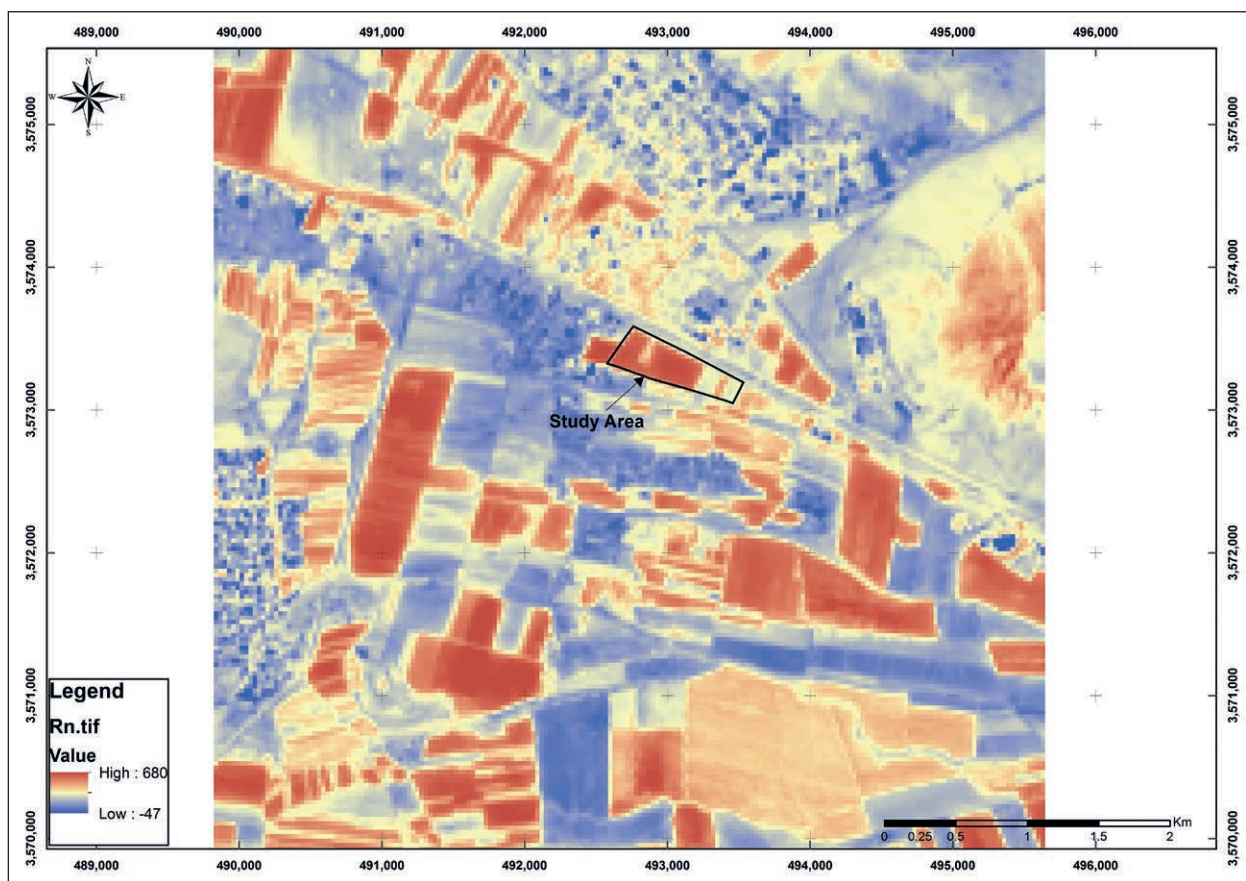 489,000 490,000 491,000 492,000 493,000 494,000 495,000 496,000
N
W E
S
3,575,000 3,575,000
3,574,000 3,574,000
3,573,000 3,573,000
Study Area
3,572,000 3,572,000
3,571,000 3,571,000
Legend
Rn.tif
Value
High : 680
Low : -47
Km
0 0.25 0.5 1 1.5 2
3,570,000 3,570,000
489,000 490,000 491,000 492,000 493,000 494,000 495,000 496,000